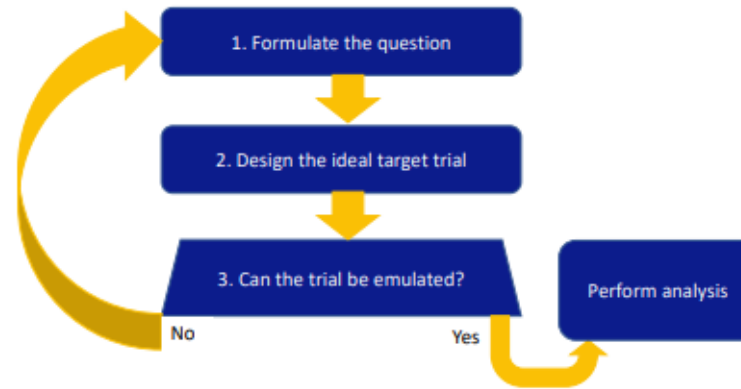 1. Formulate the question
2. Design the ideal target trial
3. Can the trial be emulated?
Perform analysis
No
Yes